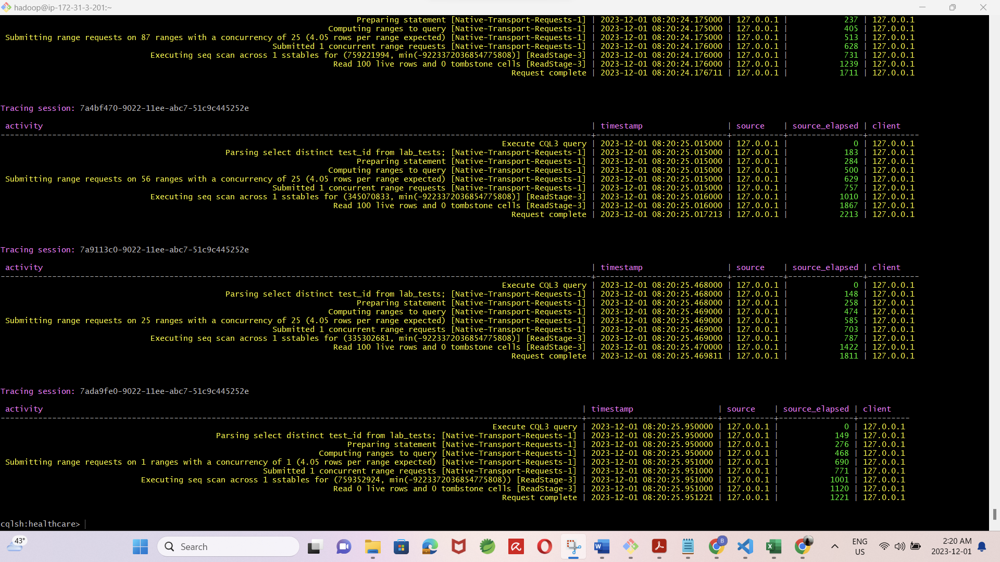 hadoop@ip-172-31-3-201:~
Preparing statement [Native-Transport-Requests-1] | 2023-12-01 08:20:24.175000 | 127.0.0.1 | 237 | 127.0.0.1
Computing ranges to query [Native-Transport-Requests-1] | 2023-12-01 08:20:24.175000 | 127.0.0.1 | 405 | 127.0.0.1
Submitting range requests on 87 ranges with a concurrency of 25 (4.05 rows per range expected) [Native-Transport-Requests-1] | 2023-12-01 08:20:24.175000 | 127.0.0.1 | 513 | 127.0.0.1
Submitted 1 concurrent range requests [Native-Transport-Requests-1] | 2023-12-01 08:20:24.176000 | 127.0.0.1 | 628 | 127.0.0.1
Executing seq scan across 1 sstables for (759221994, min(-9223372036854775808)] [ReadStage-3] | 2023-12-01 08:20:24.176000 | 127.0.0.1 | 731 | 127.0.0.1
Read 100 live rows and 0 tombstone cells [ReadStage-3] | 2023-12-01 08:20:24.176000 | 127.0.0.1 | 1239 | 127.0.0.1
Request complete | 2023-12-01 08:20:24.176711 | 127.0.0.1 | 1711 | 127.0.0.1
Tracing session: 7a4bf470-9022-11ee-abc7-51c9c445252e
activity | timestamp | source | source_elapsed | client
Execute CQL3 query | 2023-12-01 08:20:25.015000 | 127.0.0.1 | 0 | 127.0.0.1
Parsing select distinct test_id from lab_tests; [Native-Transport-Requests-1] | 2023-12-01 08:20:25.015000 | 127.0.0.1 | 183 | 127.0.0.1
Preparing statement [Native-Transport-Requests-1] | 2023-12-01 08:20:25.015000 | 127.0.0.1 | 284 | 127.0.0.1
Computing ranges to query [Native-Transport-Requests-1] | 2023-12-01 08:20:25.015000 | 127.0.0.1 | 500 | 127.0.0.1
Submitting range requests on 56 ranges with a concurrency of 25 (4.05 rows per range expected) [Native-Transport-Requests-1] | 2023-12-01 08:20:25.015000 | 127.0.0.1 | 629 | 127.0.0.1
Submitted 1 concurrent range requests [Native-Transport-Requests-1] | 2023-12-01 08:20:25.015000 | 127.0.0.1 | 757 | 127.0.0.1
Executing seq scan across 1 sstables for (345070833, min(-9223372036854775808)] [ReadStage-3] | 2023-12-01 08:20:25.016000 | 127.0.0.1 | 1010 | 127.0.0.1
Read 100 live rows and 0 tombstone cells [ReadStage-3] | 2023-12-01 08:20:25.016000 | 127.0.0.1 | 1867 | 127.0.0.1
Request complete | 2023-12-01 08:20:25.017213 | 127.0.0.1 | 2213 | 127.0.0.1
Tracing session: 7a9113c0-9022-11ee-abc7-51c9c445252e
activity | timestamp | source | source_elapsed | client
Execute CQL3 query | 2023-12-01 08:20:25.468000 | 127.0.0.1 | 0 | 127.0.0.1
Parsing select distinct test_id from lab_tests; [Native-Transport-Requests-1] | 2023-12-01 08:20:25.468000 | 127.0.0.1 | 148 | 127.0.0.1
Preparing statement [Native-Transport-Requests-1] | 2023-12-01 08:20:25.468000 | 127.0.0.1 | 258 | 127.0.0.1
Computing ranges to query [Native-Transport-Requests-1] | 2023-12-01 08:20:25.469000 | 127.0.0.1 | 474 | 127.0.0.1
Submitting range requests on 25 ranges with a concurrency of 25 (4.05 rows per range expected) [Native-Transport-Requests-1] | 2023-12-01 08:20:25.469000 | 127.0.0.1 | 585 | 127.0.0.1
Submitted 1 concurrent range requests [Native-Transport-Requests-1] | 2023-12-01 08:20:25.469000 | 127.0.0.1 | 703 | 127.0.0.1
Executing seq scan across 1 sstables for (335302681, min(-9223372036854775808)] [ReadStage-3] | 2023-12-01 08:20:25.469000 | 127.0.0.1 | 787 | 127.0.0.1
Read 100 live rows and 0 tombstone cells [ReadStage-3] | 2023-12-01 08:20:25.470000 | 127.0.0.1 | 1422 | 127.0.0.1
Request complete | 2023-12-01 08:20:25.469811 | 127.0.0.1 | 1811 | 127.0.0.1
Tracing session: 7ada9fe0-9022-11ee-abc7-51c9c445252e
activity | timestamp | source | source_elapsed | client
Execute CQL3 query | 2023-12-01 08:20:25.950000 | 127.0.0.1 | 0 | 127.0.0.1
Parsing select distinct test_id from lab_tests; [Native-Transport-Requests-1] | 2023-12-01 08:20:25.950000 | 127.0.0.1 | 149 | 127.0.0.1
Preparing statement [Native-Transport-Requests-1] | 2023-12-01 08:20:25.950000 | 127.0.0.1 | 276 | 127.0.0.1
Computing ranges to query [Native-Transport-Requests-1] | 2023-12-01 08:20:25.950000 | 127.0.0.1 | 468 | 127.0.0.1
Submitting range requests on 1 ranges with a concurrency of 1 (4.05 rows per range expected) [Native-Transport-Requests-1] | 2023-12-01 08:20:25.951000 | 127.0.0.1 | 690 | 127.0.0.1
Submitted 1 concurrent range requests [Native-Transport-Requests-1] | 2023-12-01 08:20:25.951000 | 127.0.0.1 | 771 | 127.0.0.1
Executing seq scan across 1 sstables for (759352924, min(-9223372036854775808)) [ReadStage-3] | 2023-12-01 08:20:25.951000 | 127.0.0.1 | 1001 | 127.0.0.1
Read 0 live rows and 0 tombstone cells [ReadStage-3] | 2023-12-01 08:20:25.951000 | 127.0.0.1 | 1120 | 127.0.0.1
Request complete | 2023-12-01 08:20:25.951221 | 127.0.0.1 | 1221 | 127.0.0.1
cqlsh:healthcare>
43°
Search
B
ENG
US
2:20 AM
2023-12-01